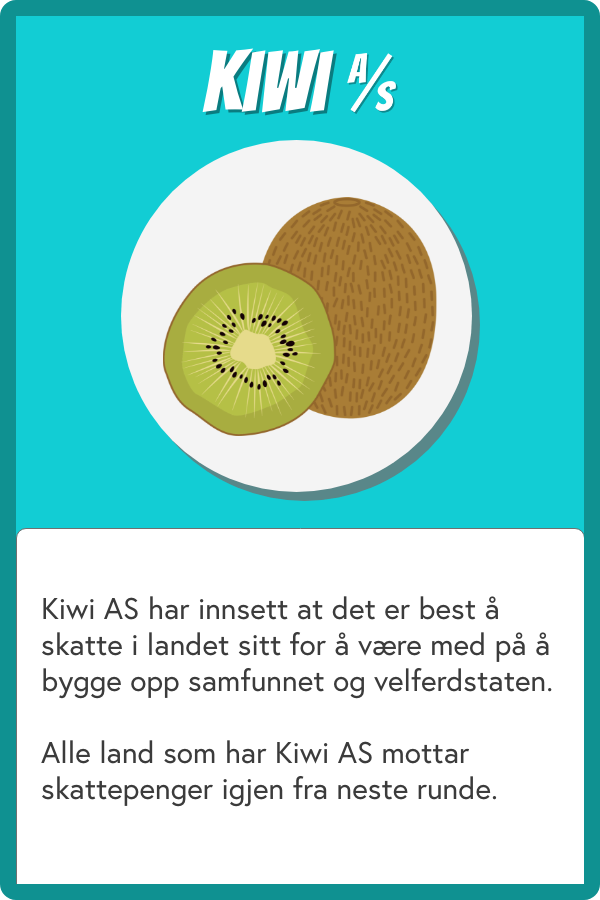 KIWI A/S
Kiwi AS har innsett at det er best å
skatte i landet sitt for å være med på å
bygge opp samfunnet og velferdstaten.
Alle land som har Kiwi AS mottar
skattepenger igjen fra neste runde.